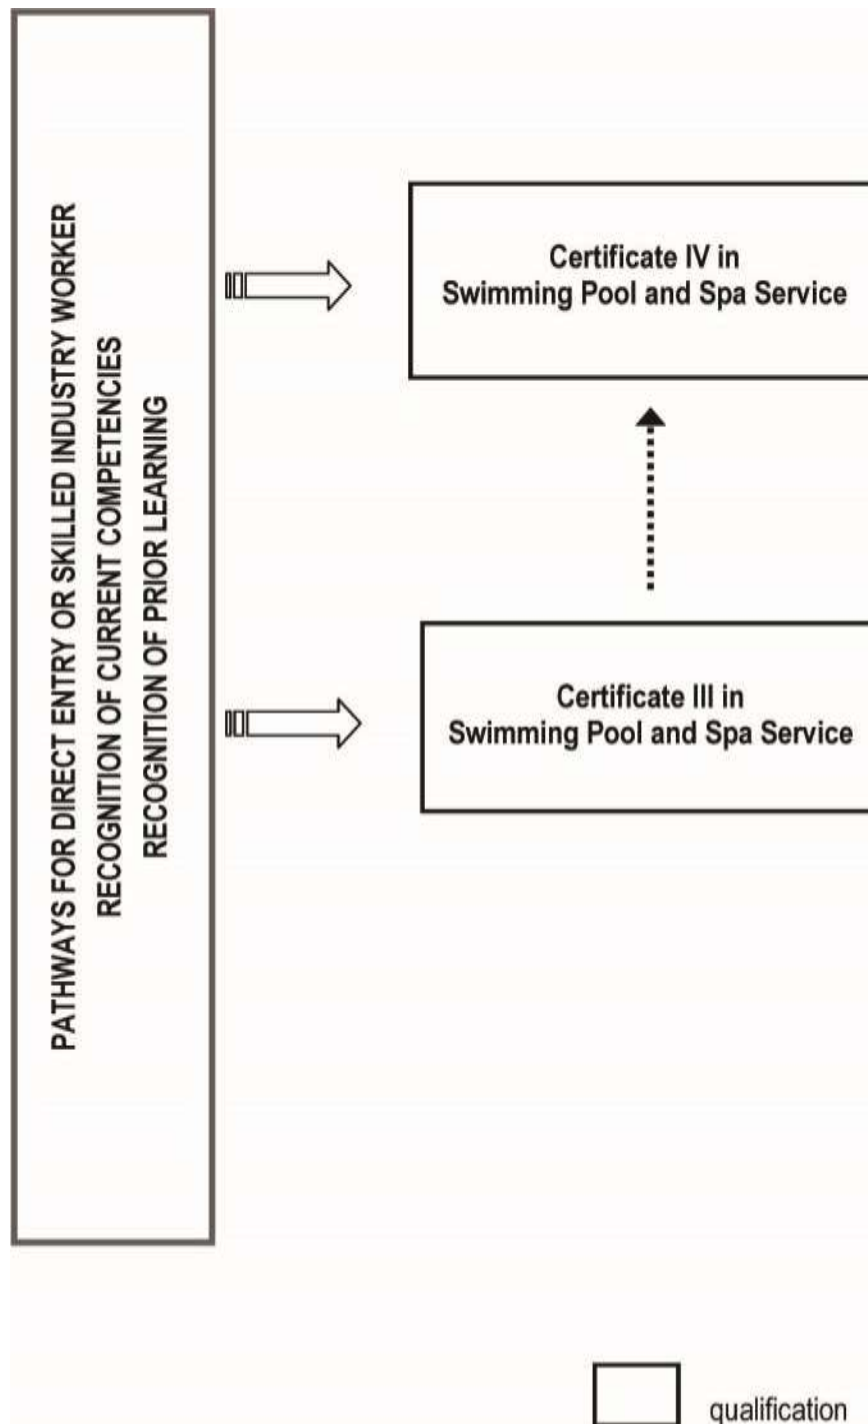 PATHWAYS FOR DIRECT ENTRY OR SKILLED INDUSTRY WORKER
RECOGNITION OF CURRENT COMPETENCIES
RECOGNITION OF PRIOR LEARNING
Certificate IV in
Swimming Pool and Spa Service
Certificate III in
Swimming Pool and Spa Service
qualification